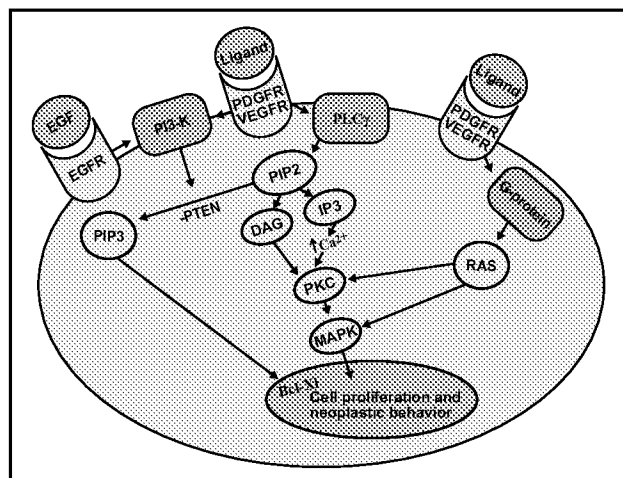 Ligand
PDGFR
VEGFR
EGF
EGFR
PI3-K
PLCγ
Ligand
PDGFR
VEGFR
G-protein
PIP2
-PTEN
PIP3
DAG
IP3
↑Ca2+
PKC
RAS
MAPK
Bcl-Xl
Cell proliferation and
neoplastic behavior